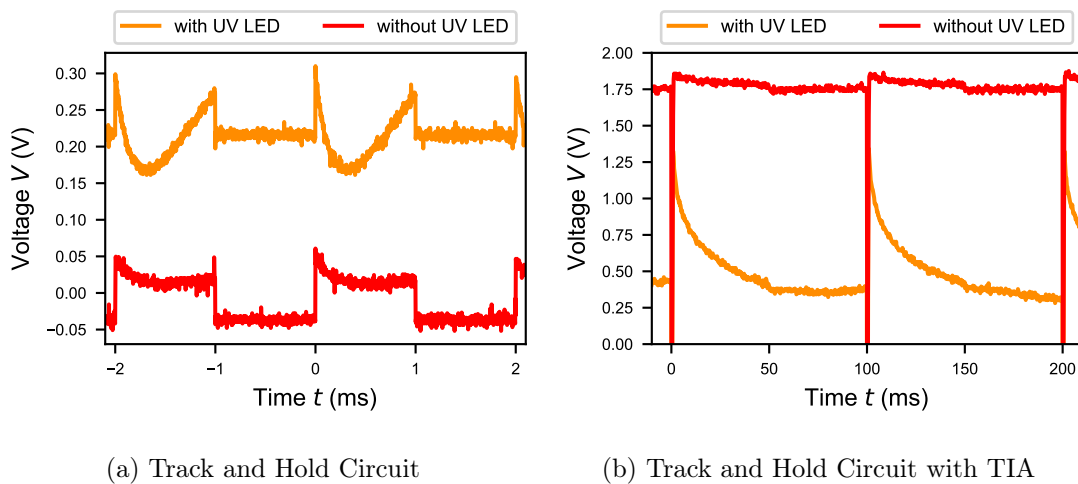 with UV LED without UV LED
with UV LED without UV LED
Voltage V (V)
0.30
0.25
0.20
0.15
0.10
0.05
0.00
−0.05
−2 −1 0 1 2
Time t (ms)
Voltage V (V)
2.00
1.75
1.50
1.25
1.00
0.75
0.50
0.25
0.00
0 50 100 150 200
Time t (ms)
(a) Track and Hold Circuit
(b) Track and Hold Circuit with TIA